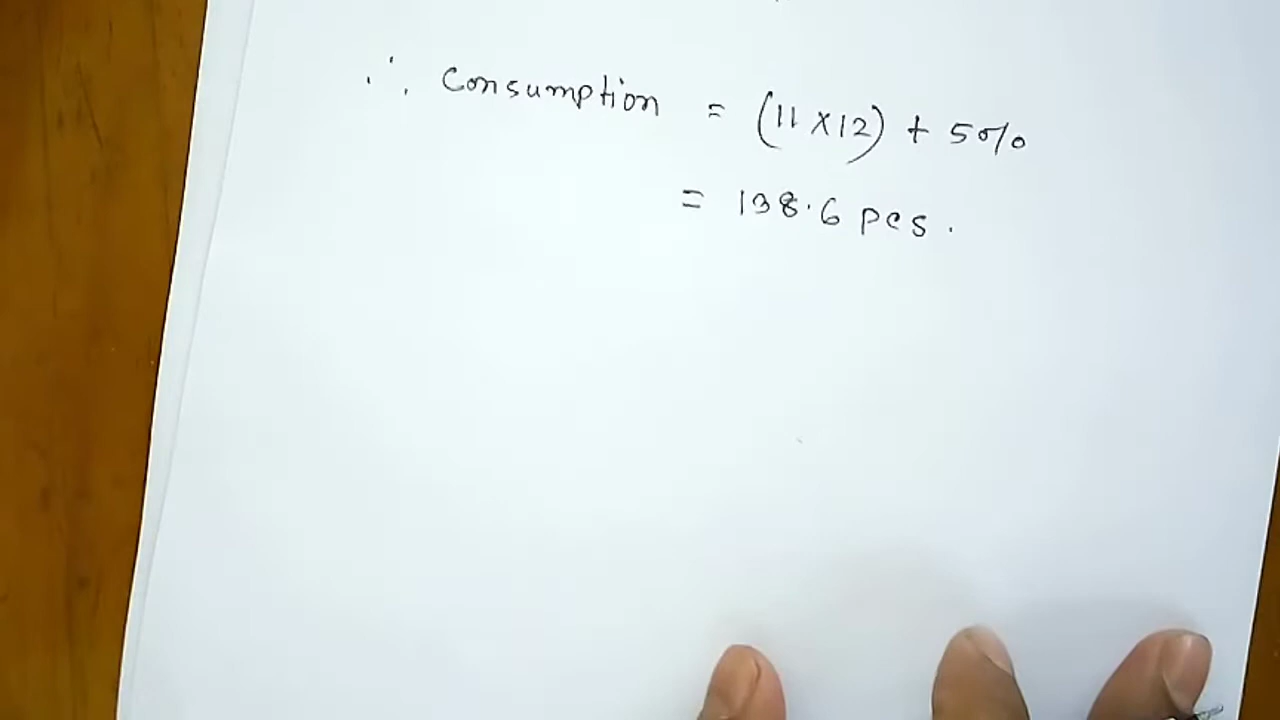 ∴ Consumption = (11 × 12) + 5%
= 138.6 pcs.